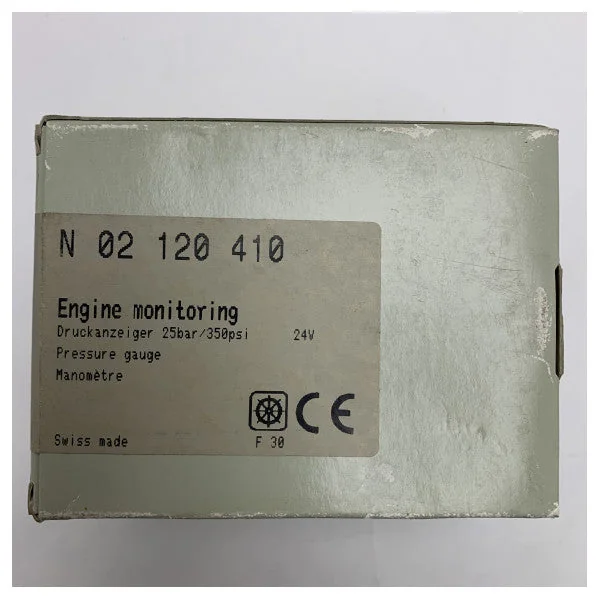 N 02 120 410
Engine monitoring
Druckanzeiger 25bar/350psi 24V
Pressure gauge
Manomètre
CE
Swiss made F 30